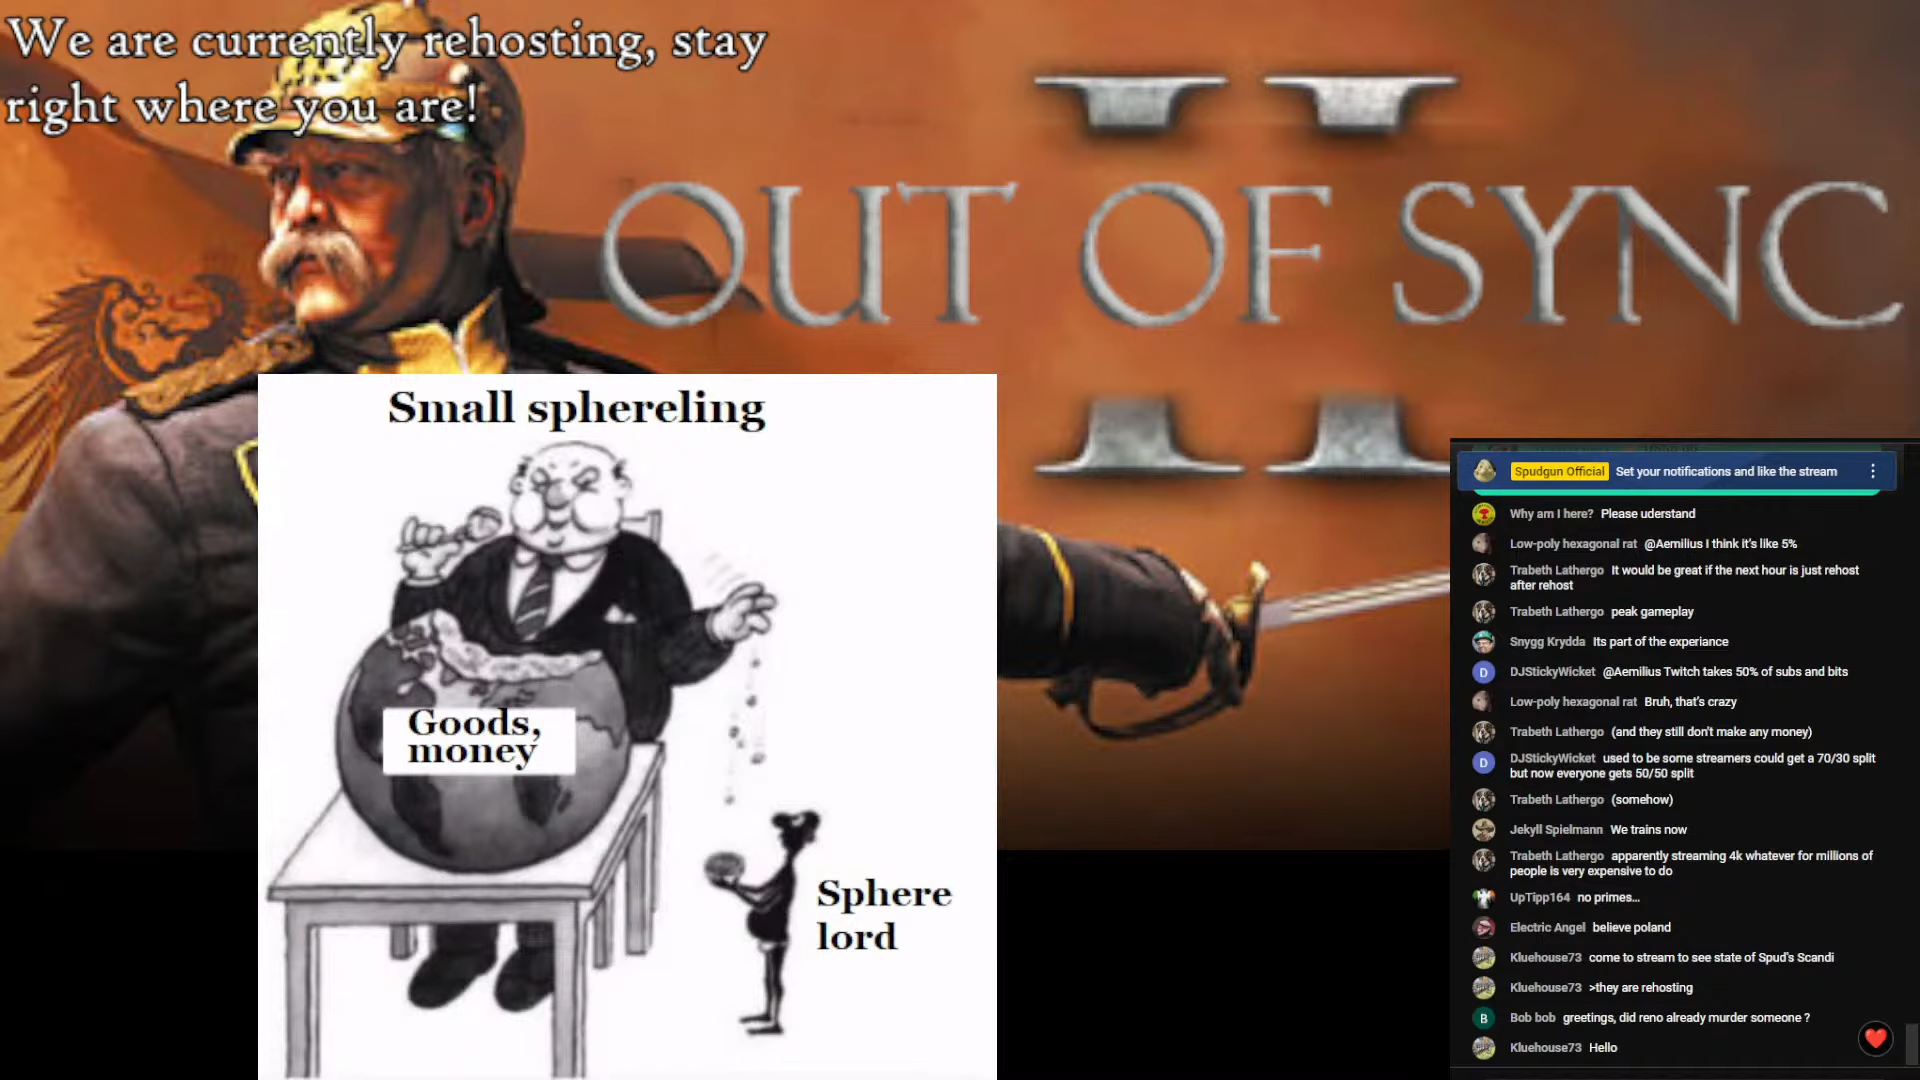 We are currently rehosting, stay
right where you are!
II
OUT OF SYNC
Small sphereling
Goods,
money
Sphere
lord
Spudgun Official Set your notifications and like the stream
Why am I here? Please uderstand
Low-poly hexagonal rat @Aemilius I think it's like 5%
Trabeth Lathergo It would be great if the next hour is just rehost
after rehost
Trabeth Lathergo peak gameplay
Snygg Krydda Its part of the experiance
D DJStickyWicket @Aemilius Twitch takes 50% of subs and bits
Low-poly hexagonal rat Bruh, that's crazy
Trabeth Lathergo (and they still don't make any money)
D DJStickyWicket used to be some streamers could get a 70/30 split
but now everyone gets 50/50 split
Trabeth Lathergo (somehow)
Jekyll Spielmann We trains now
Trabeth Lathergo apparently streaming 4k whatever for millions of
people is very expensive to do
UpTipp164 no primes...
Electric Angel believe poland
Kluehouse73 come to stream to see state of Spud's Scandi
Kluehouse73 >they are rehosting
B Bob bob greetings, did reno already murder someone ?
Kluehouse73 Hello